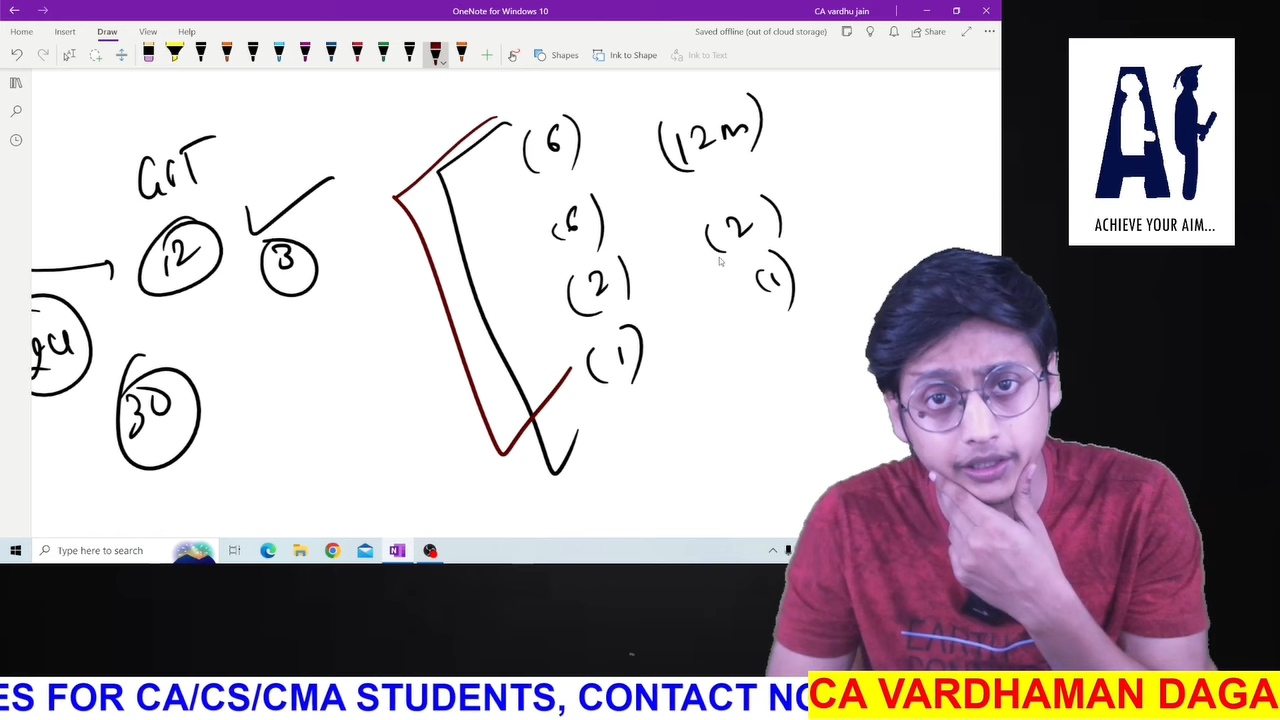 OneNote for Windows 10
CA vardhu jain
Home Insert Draw View Help
Saved offline (out of cloud storage)
Share
Shapes
Ink to Shape
Ink to Text
(6) (12m)
GST
12 3
(6) (2)
(2) (1)
(1)
30
Type here to search
ACHIEVE YOUR AIM...
ES FOR CA/CS/CMA STUDENTS, CONTACT NO
CA VARDHAMAN DAGA